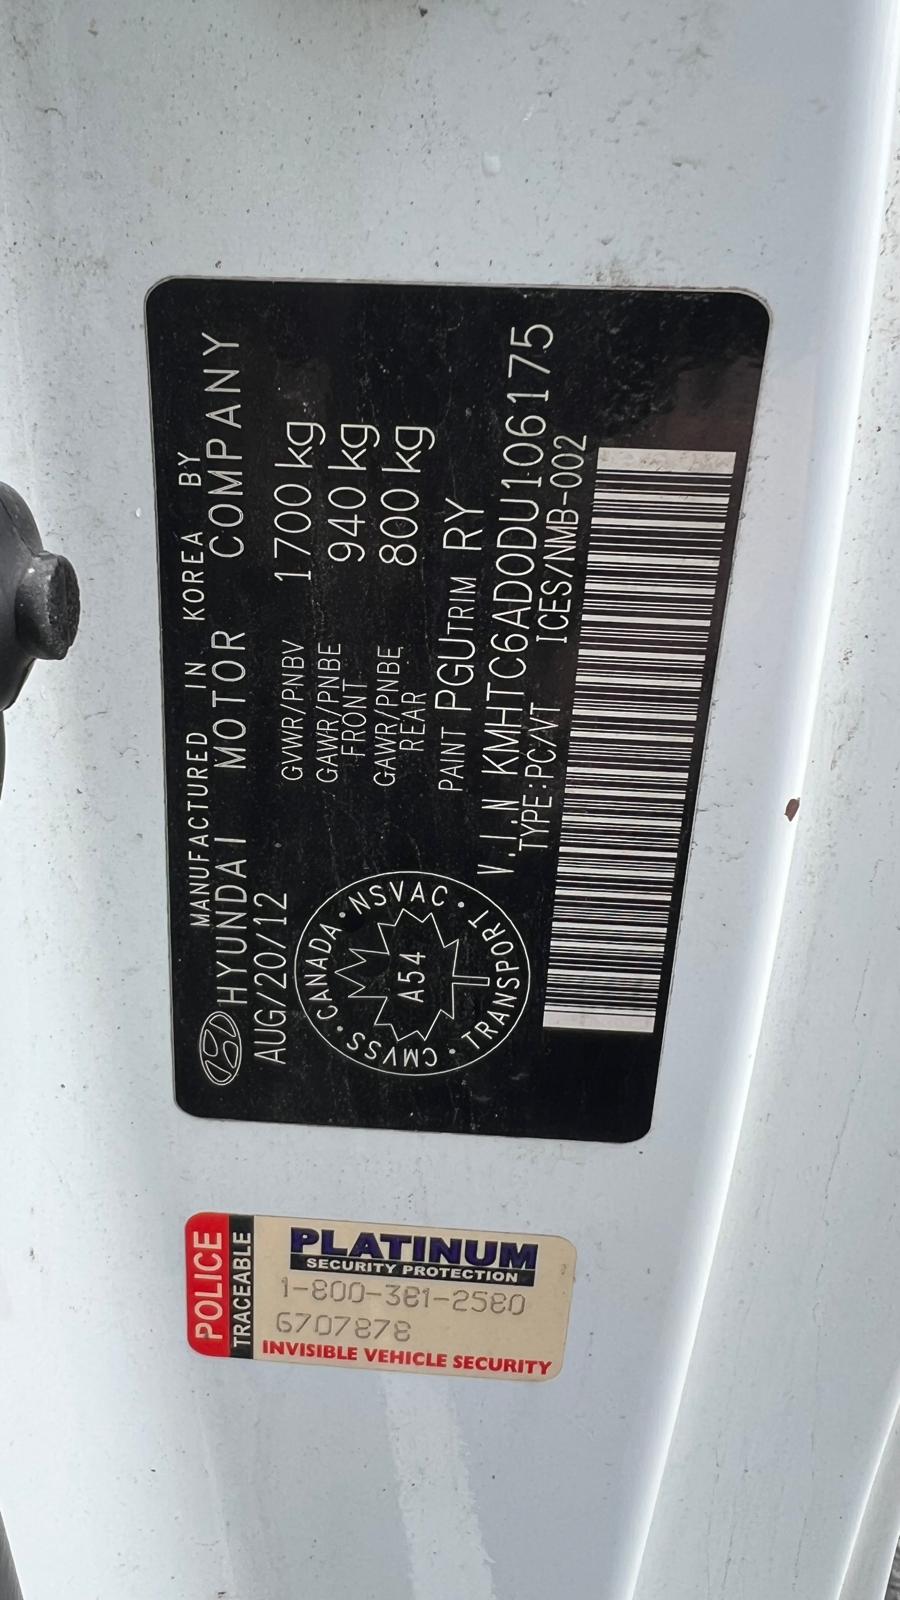 MANUFACTURED IN KOREA BY
HYUNDAI MOTOR COMPANY
AUG/20/12
GVWR/PNBV 1700 kg
GAWR/PNBE FRONT 940 kg
GAWR/PNBE REAR 800 kg
PAINT PGU TRIM RY
V.I.N KMHTC6AD0DU106175
TYPE:PC/VT ICES/NMB-002
CANADA · NSVAC · TRANSPORT · CMVSS ·
A54
POLICE
TRACEABLE
PLATINUM
SECURITY PROTECTION
1-800-381-2580
6707878
INVISIBLE VEHICLE SECURITY